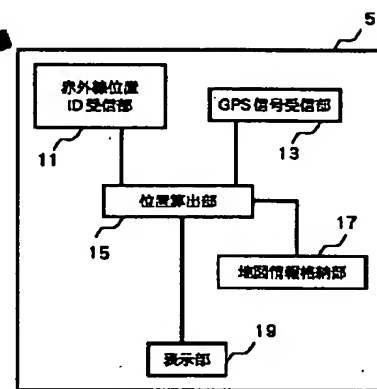 5
赤外線位置
ID受信部
11
GPS信号受信部
13
位置算出部
15
17
地図情報格納部
表示部
19